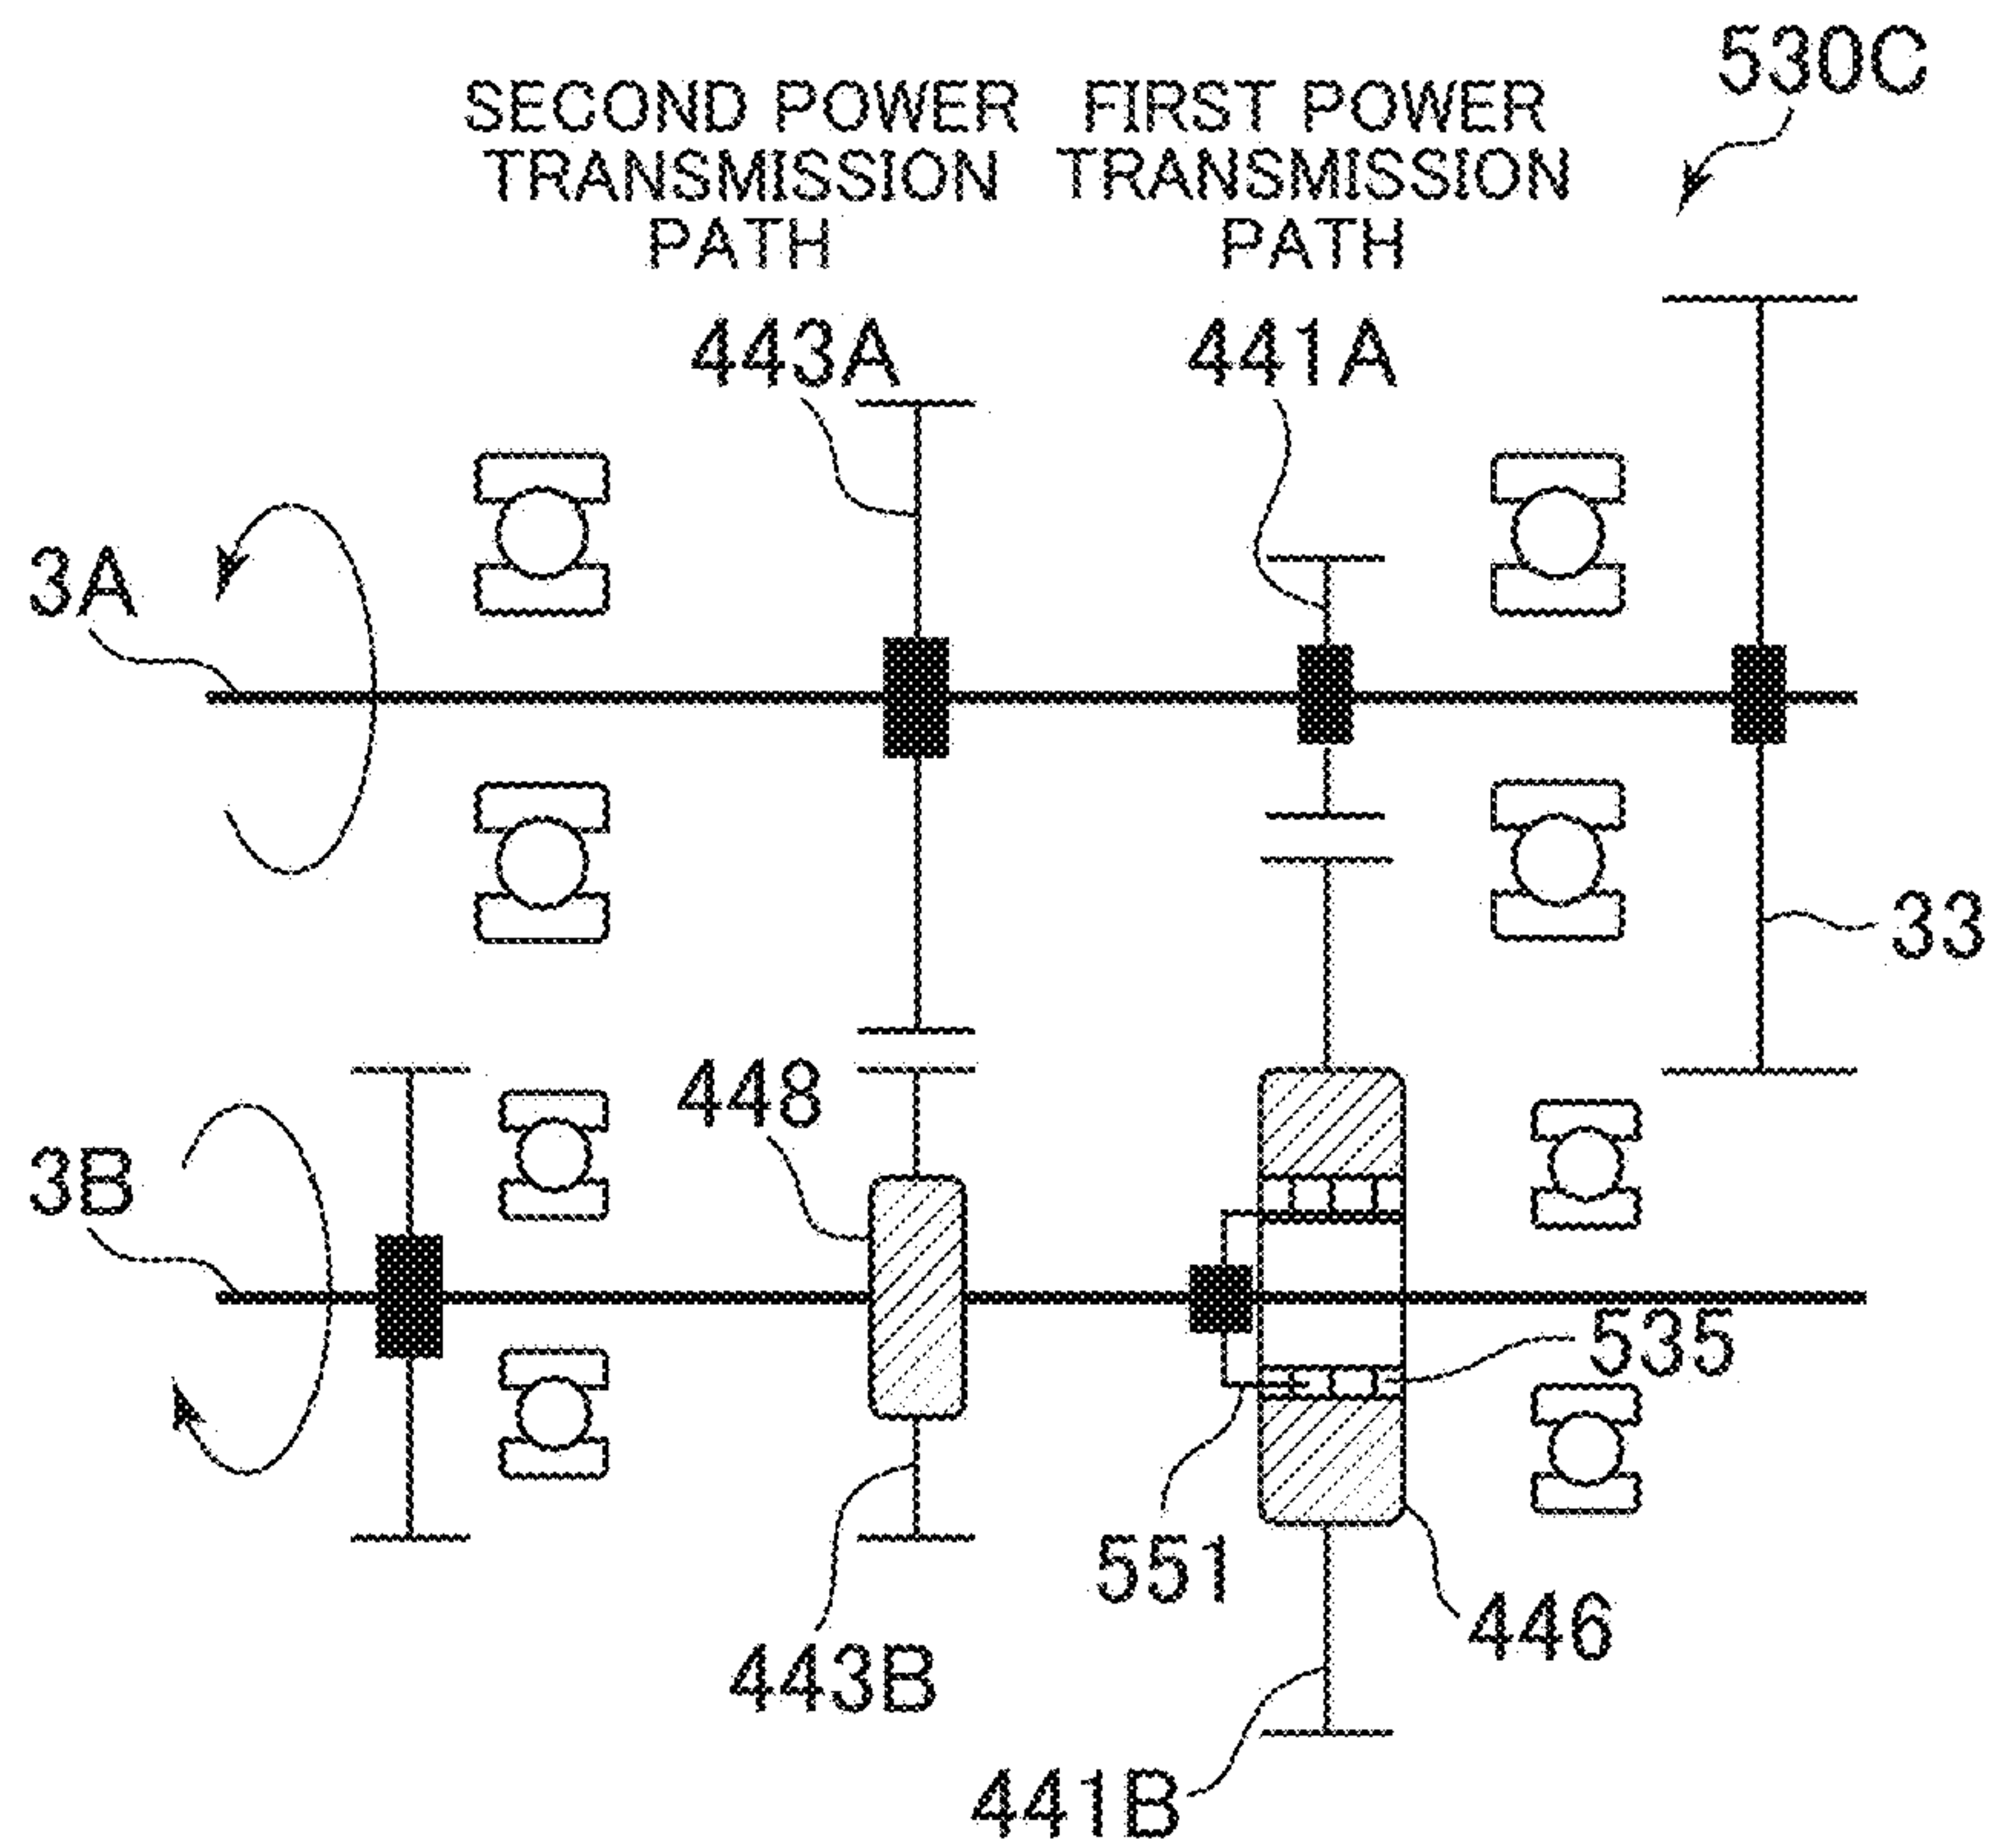 530C
SECOND POWER
TRANSMISSION
PATH
FIRST POWER
TRANSMISSION
PATH
443A
441A
3A
33
448
3B
535
551
446
443B
441B